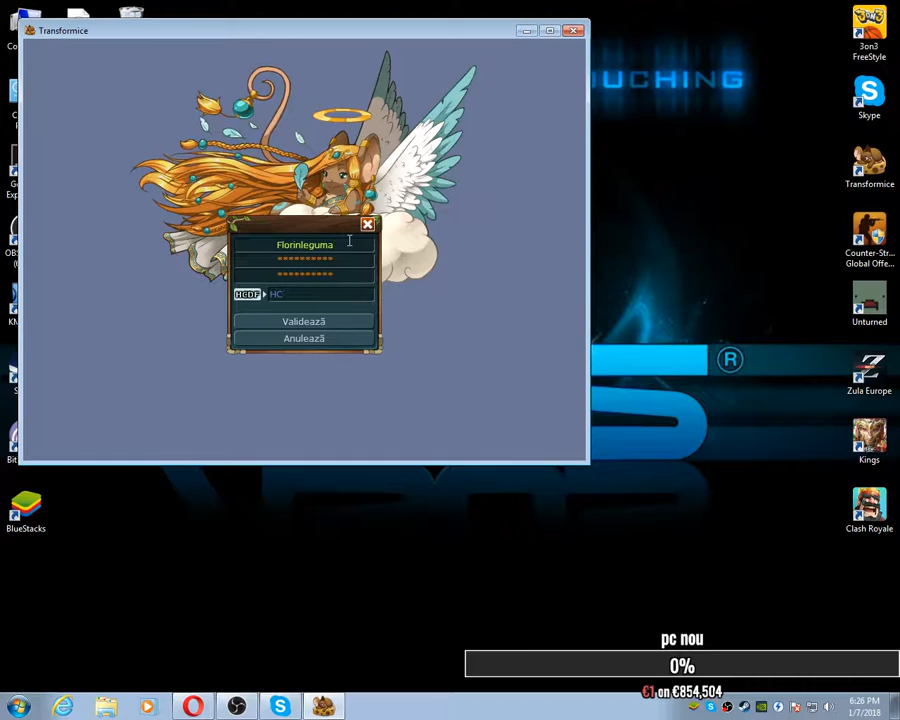 Transformice
OUCHING
3on3
FreeStyle
Skype
Transformice
Counter-Str...
Global Offe...
Unturned
Zula Europe
Kings
Clash Royale
BlueStacks
Florinleguma
**********
**********
HCDF
HC
Validează
Anulează
®
pc nou
0%
€1 on €854,504
6:26 PM
1/7/2018